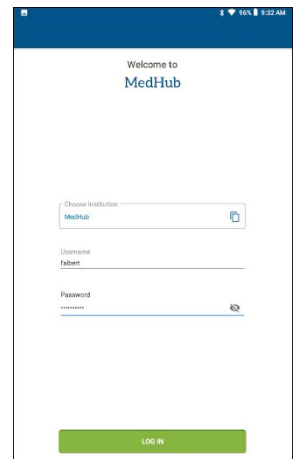 96% 9:32 AM
Welcome to
MedHub
Choose Institution
MedHub
Username
falbert
Password
LOG IN